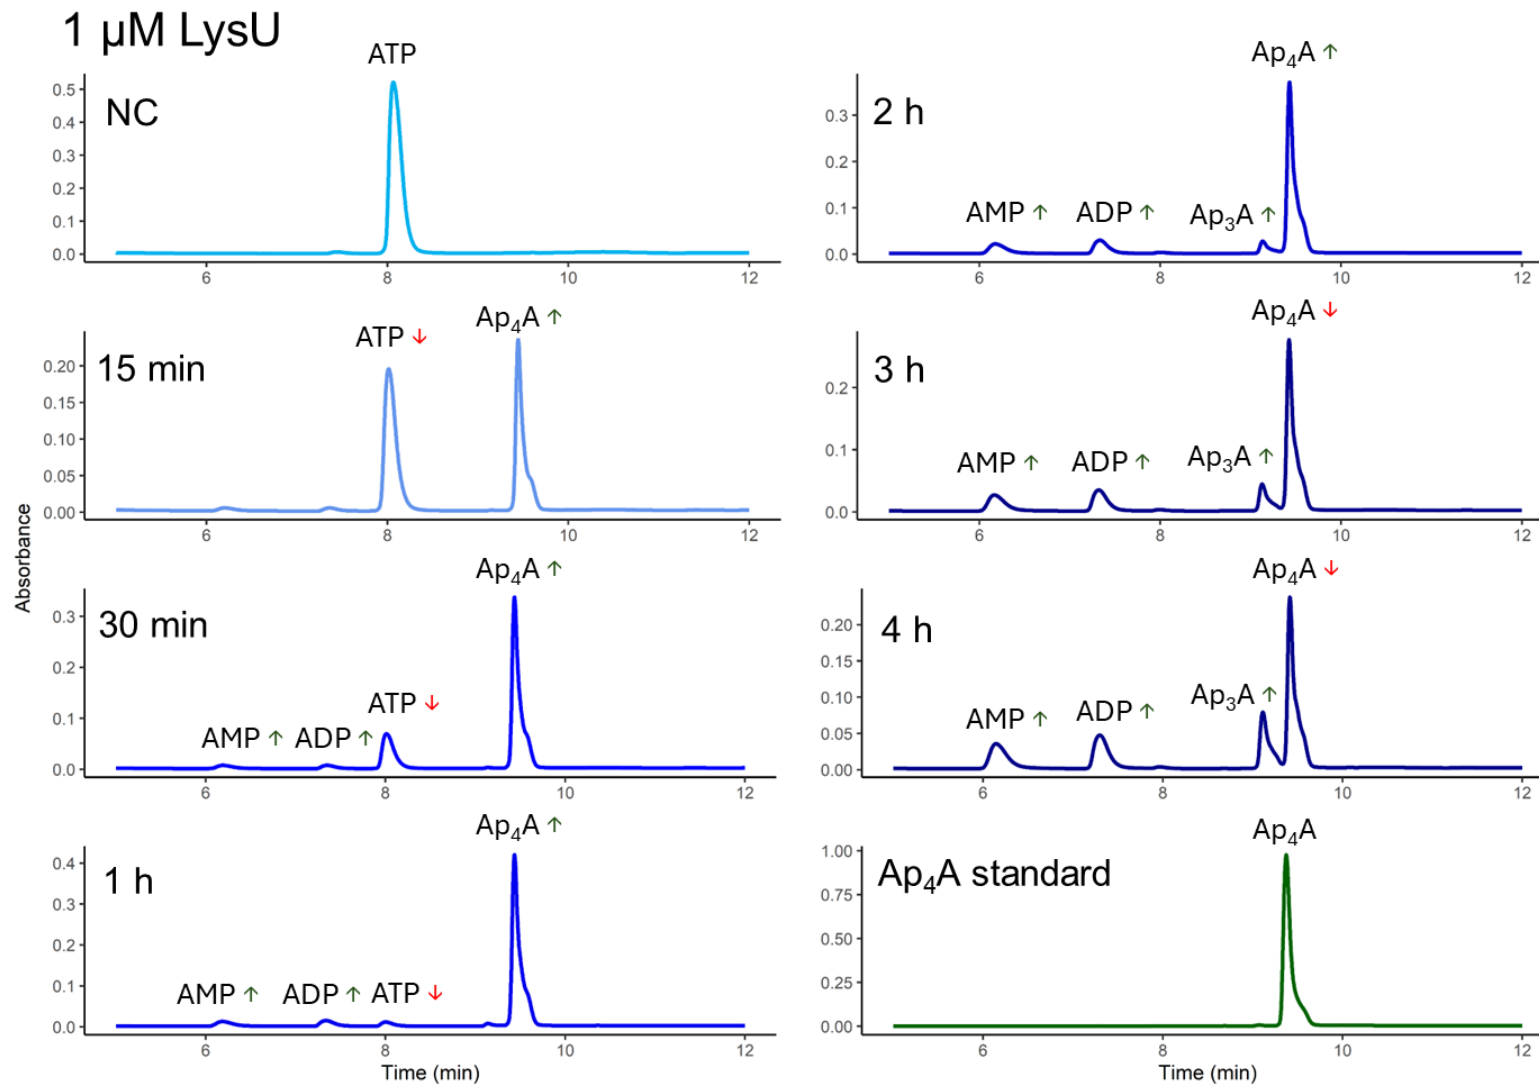 1 µM LysU
NC
ATP
0.5
0.4
0.3
0.2
0.1
0.0
6 8 10 12
15 min
ATP ↓
Ap₄A ↑
0.20
0.15
0.10
0.05
0.00
6 8 10 12
30 min
AMP ↑ ADP ↑ ATP ↓ Ap₄A ↑
0.3
0.2
0.1
0.0
6 8 10 12
1 h
AMP ↑ ADP ↑ ATP ↓ Ap₄A ↑
0.4
0.3
0.2
0.1
0.0
6 8 10 12
Time (min)
Absorbance
2 h
AMP ↑ ADP ↑ Ap₃A ↑ Ap₄A ↑
0.3
0.2
0.1
0.0
6 8 10 12
3 h
AMP ↑ ADP ↑ Ap₃A ↑ Ap₄A ↓
0.2
0.1
0.0
6 8 10 12
4 h
AMP ↑ ADP ↑ Ap₃A ↑ Ap₄A ↓
0.20
0.15
0.10
0.05
0.00
6 8 10 12
Ap₄A standard
Ap₄A
1.00
0.75
0.50
0.25
0.00
6 8 10 12
Time (min)